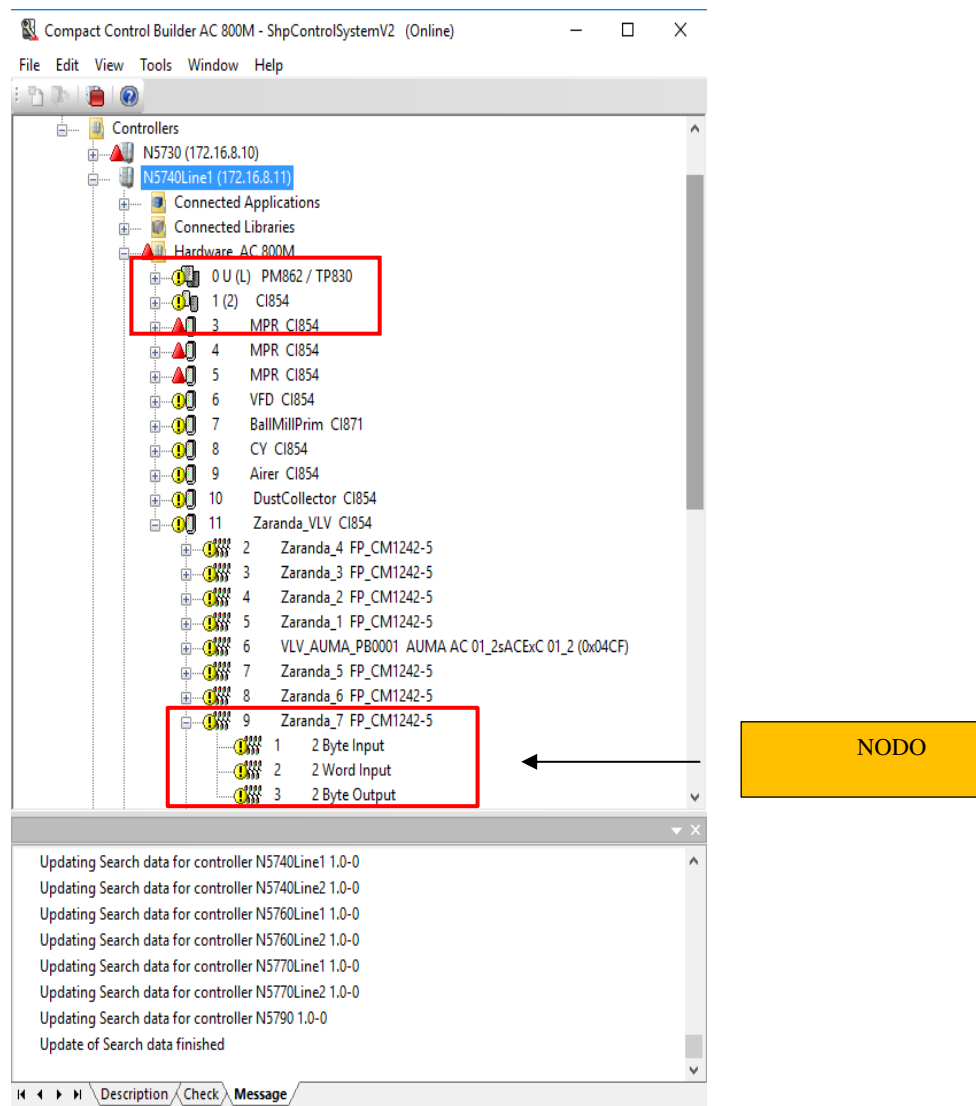 Compact Control Builder AC 800M - ShpControlSystemV2 (Online)
File Edit View Tools Window Help
Controllers
N5730 (172.16.8.10)
N5740Line1 (172.16.8.11)
Connected Applications
Connected Libraries
Hardware AC 800M
0 U (L) PM862 / TP830
1 (2) CI854
3 MPR CI854
4 MPR CI854
5 MPR CI854
6 VFD CI854
7 BallMillPrim CI871
8 CY CI854
9 Airer CI854
10 DustCollector CI854
11 Zaranda_VLV CI854
2 Zaranda_4 FP_CM1242-5
3 Zaranda_3 FP_CM1242-5
4 Zaranda_2 FP_CM1242-5
5 Zaranda_1 FP_CM1242-5
6 VLV_AUMA_PB0001 AUMA AC 01_2sACExC 01_2 (0x04CF)
7 Zaranda_5 FP_CM1242-5
8 Zaranda_6 FP_CM1242-5
9 Zaranda_7 FP_CM1242-5
1 2 Byte Input
2 2 Word Input
3 2 Byte Output
NODO
Updating Search data for controller N5740Line1 1.0-0
Updating Search data for controller N5740Line2 1.0-0
Updating Search data for controller N5760Line1 1.0-0
Updating Search data for controller N5760Line2 1.0-0
Updating Search data for controller N5770Line1 1.0-0
Updating Search data for controller N5770Line2 1.0-0
Updating Search data for controller N5790 1.0-0
Update of Search data finished
Description Check Message